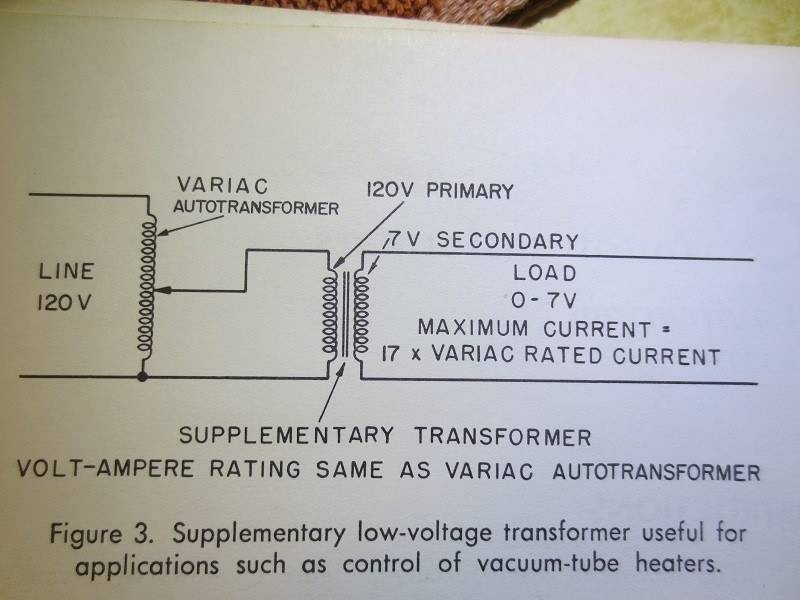 VARIAC
AUTOTRANSFORMER
120V PRIMARY
7V SECONDARY
LINE
120V
LOAD
0-7V
MAXIMUM CURRENT =
17 x VARIAC RATED CURRENT
SUPPLEMENTARY TRANSFORMER
VOLT-AMPERE RATING SAME AS VARIAC AUTOTRANSFORMER
Figure 3. Supplementary low-voltage transformer useful for
applications such as control of vacuum-tube heaters.